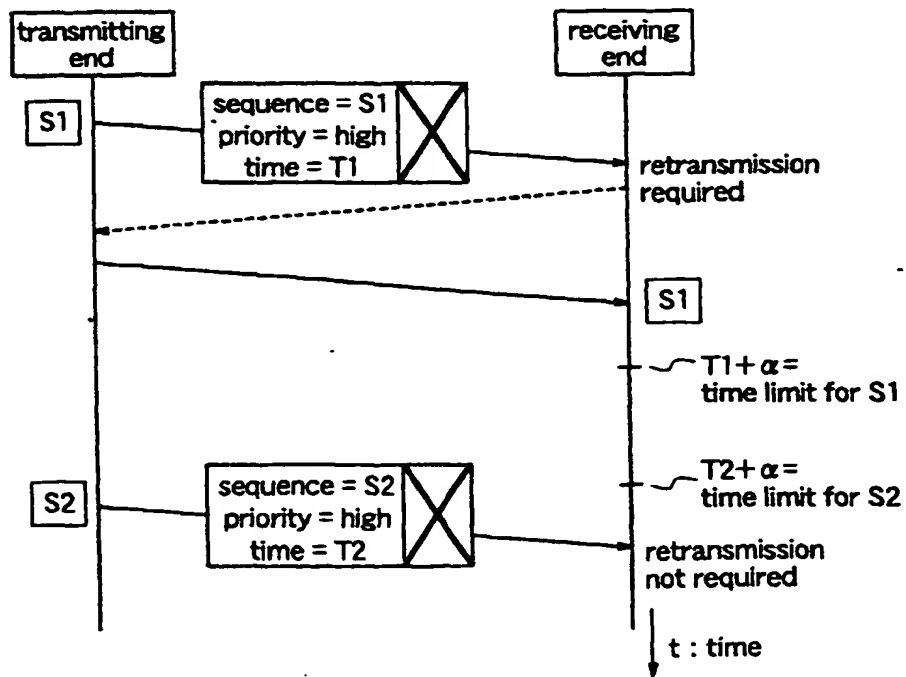 transmitting
end
receiving
end
S1
sequence = S1
priority = high
time = T1
retransmission
required
S1
T1+α=
time limit for S1
T2+α=
time limit for S2
S2
sequence = S2
priority = high
time = T2
retransmission
not required
t : time